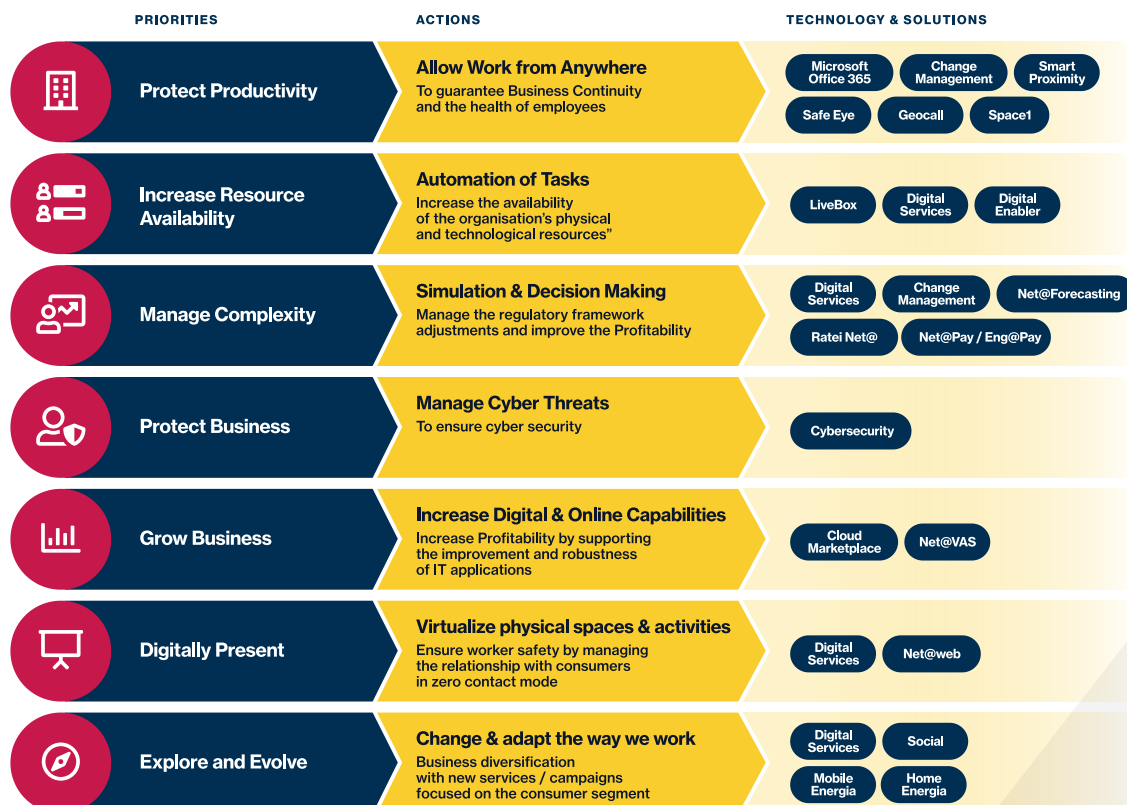 PRIORITIES
ACTIONS
TECHNOLOGY & SOLUTIONS
Protect Productivity
Allow Work from Anywhere
To guarantee Business Continuity
and the health of employees
Microsoft
Office 365
Change
Management
Smart
Proximity
Safe Eye
Geocall
Space1
Increase Resource
Availability
Automation of Tasks
Increase the availability
of the organisation’s physical
and technological resources”
LiveBox
Digital
Services
Digital
Enabler
Manage Complexity
Simulation & Decision Making
Manage the regulatory framework
adjustments and improve the Profitability
Digital
Services
Change
Management
Net@Forecasting
Ratei Net@
Net@Pay / Eng@Pay
Protect Business
Manage Cyber Threats
To ensure cyber security
Cybersecurity
Grow Business
Increase Digital & Online Capabilities
Increase Profitability by supporting
the improvement and robustness
of IT applications
Cloud
Marketplace
Net@VAS
Digitally Present
Virtualize physical spaces & activities
Ensure worker safety by managing
the relationship with consumers
in zero contact mode
Digital
Services
Net@web
Explore and Evolve
Change & adapt the way we work
Business diversification
with new services / campaigns
focused on the consumer segment
Digital
Services
Social
Mobile
Energia
Home
Energia